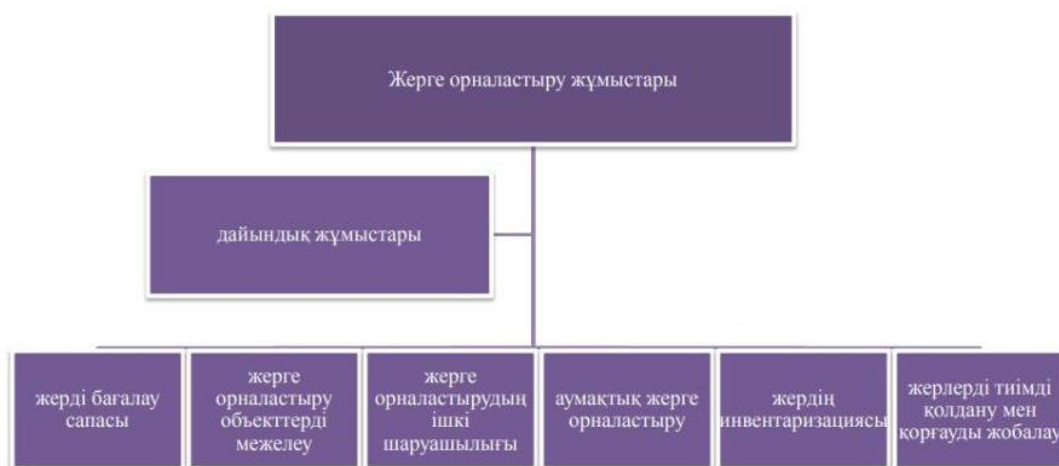 Жерге орналастыру жұмыстары
дайындық жұмыстары
жерді бағалау
сапасы
жерге
орналастыру
объекттерді
межелеу
жерге
орналастырудың
ішкі
шаруашылығы
аумақтық жерге
орналастыру
жердің
инвентаризациясы
жерлерді тиімді
қолдану мен
қорғауды жобалау